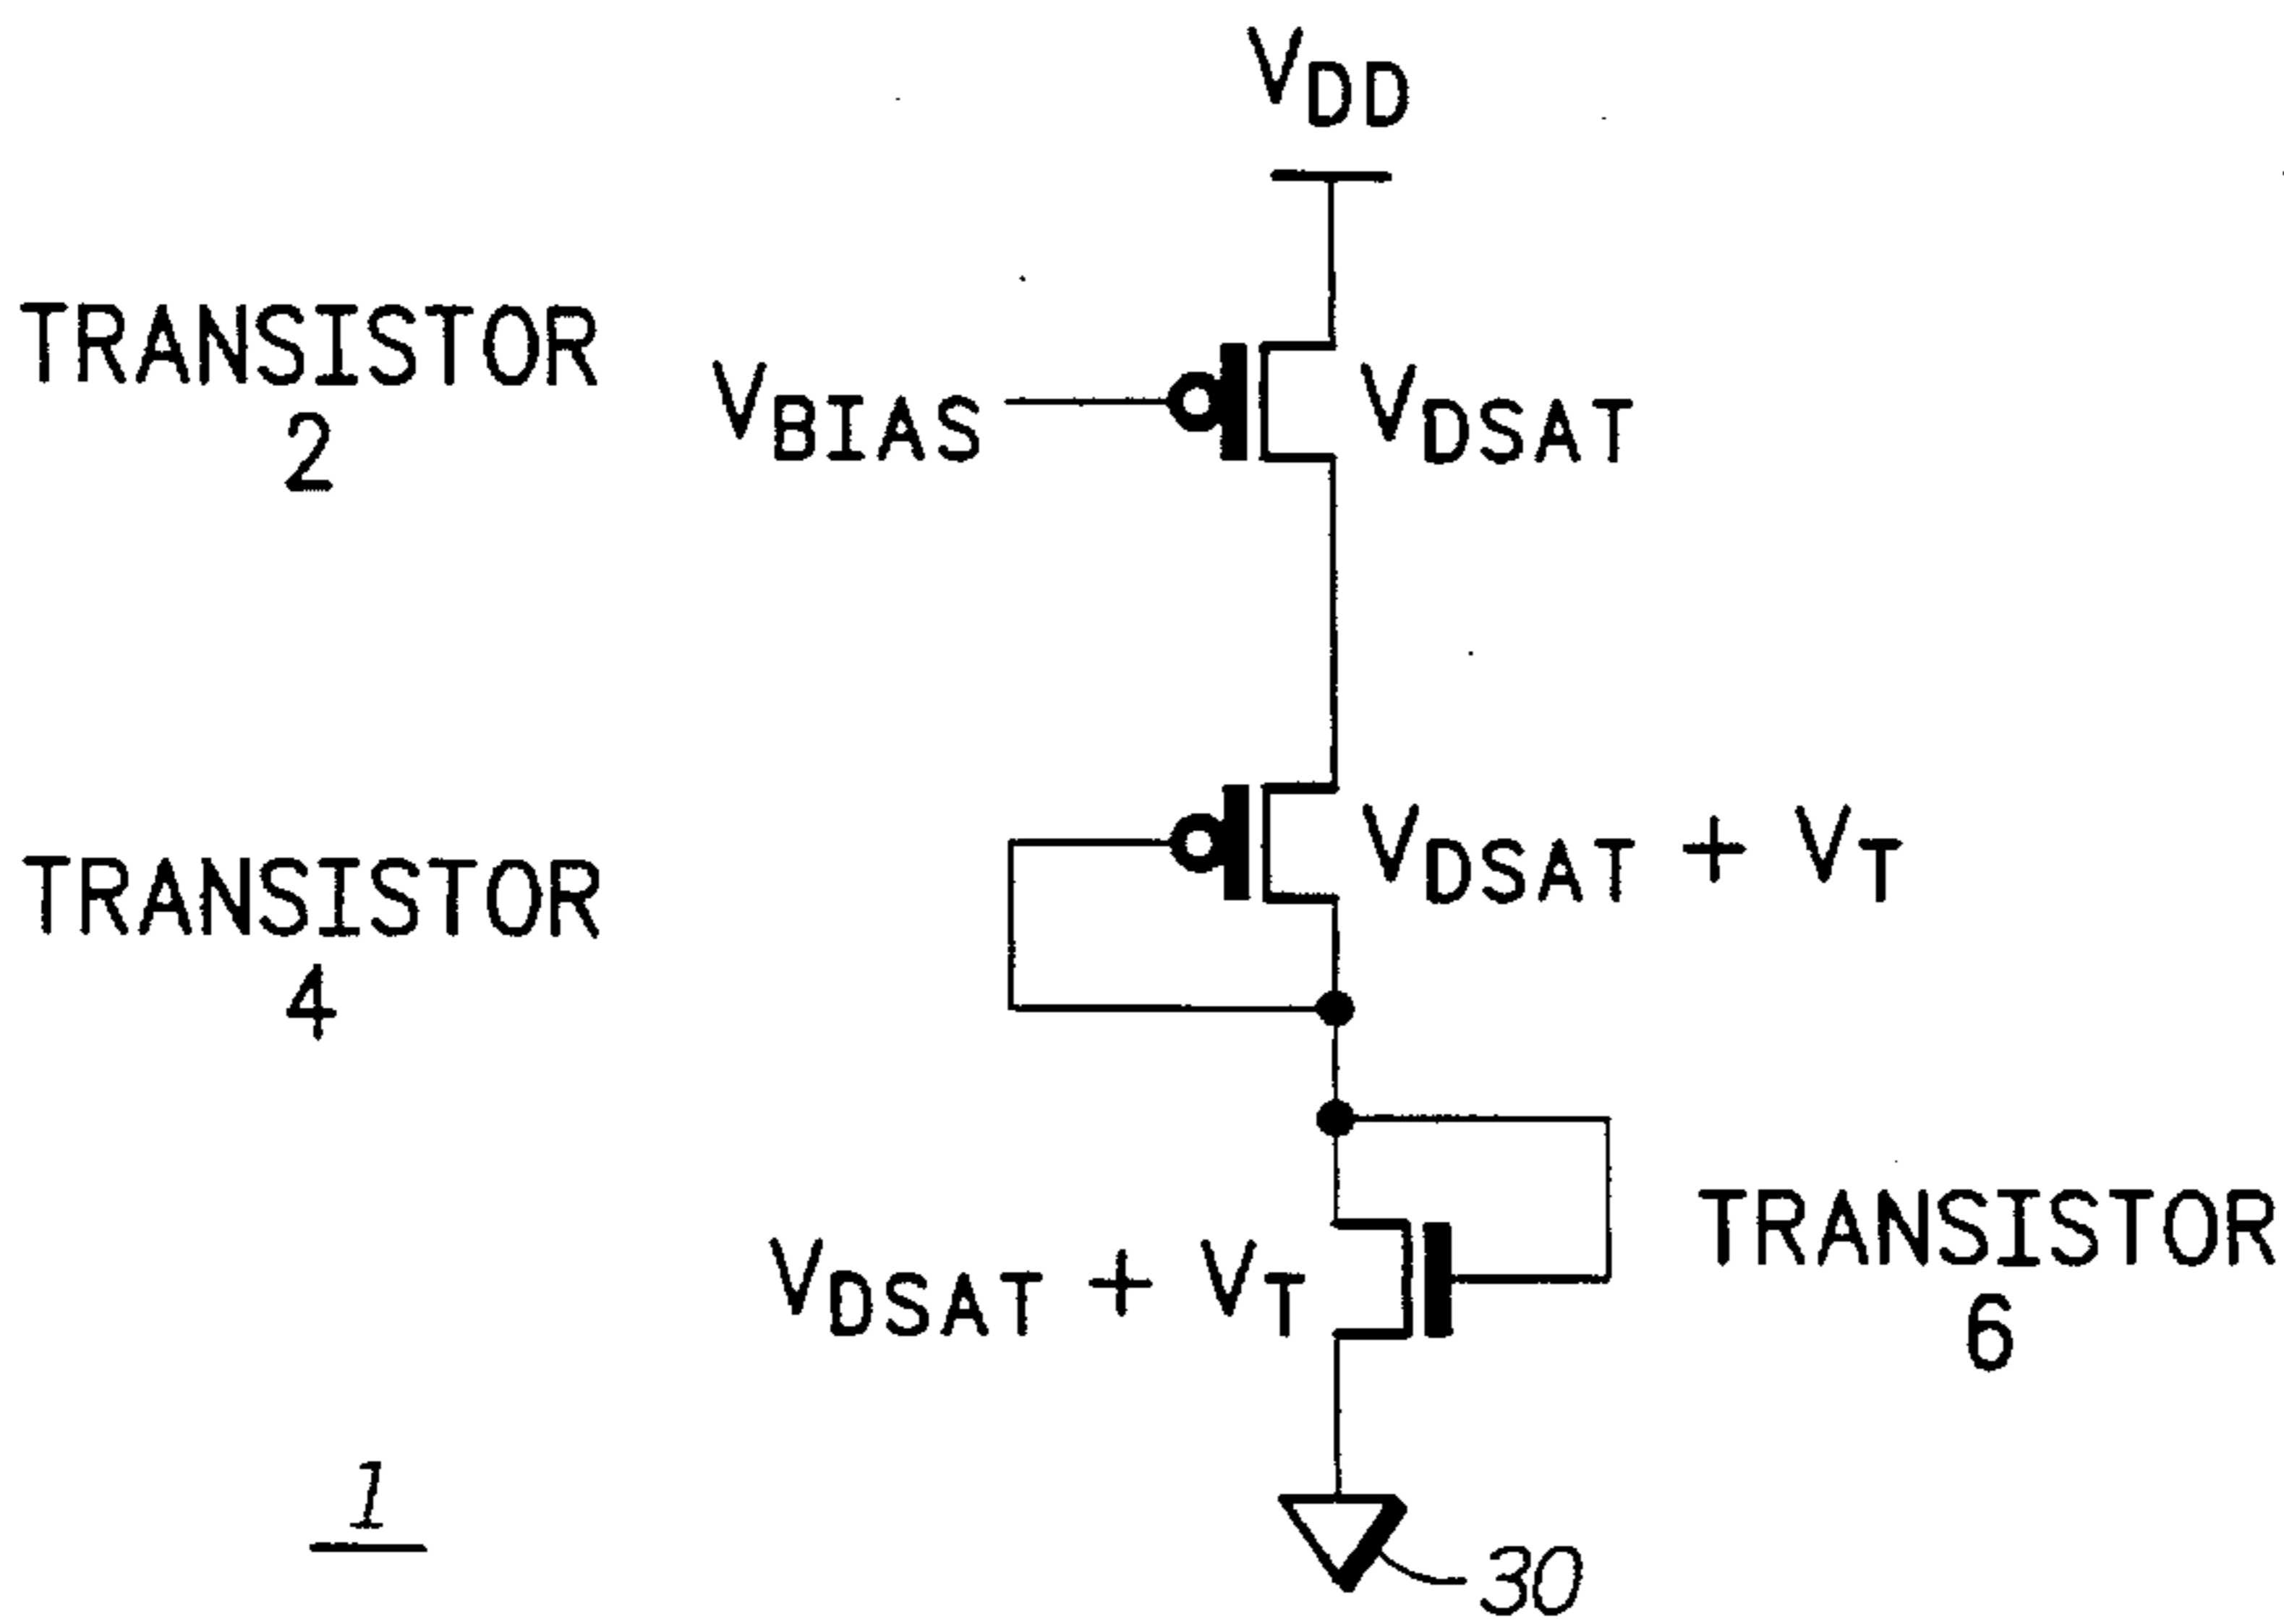 VDD
TRANSISTOR
2
VBIAS
VDSAT
TRANSISTOR
4
VDSAT + VT
VDSAT + VT
TRANSISTOR
6
1
30